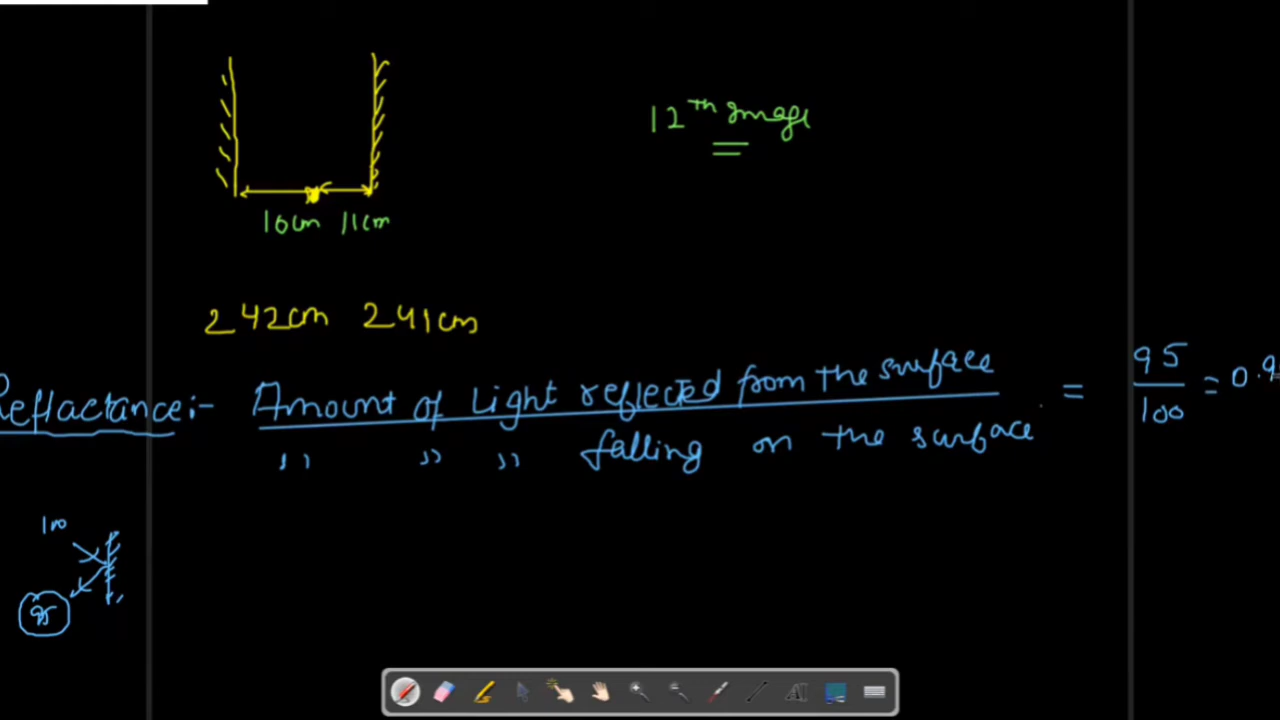 12th Image
10cm 11cm
242cm 241cm
Reflactance:- Amount of Light reflected from the surface = 95
,, ,, ,, falling on the surface 100 = 0.9
100
95